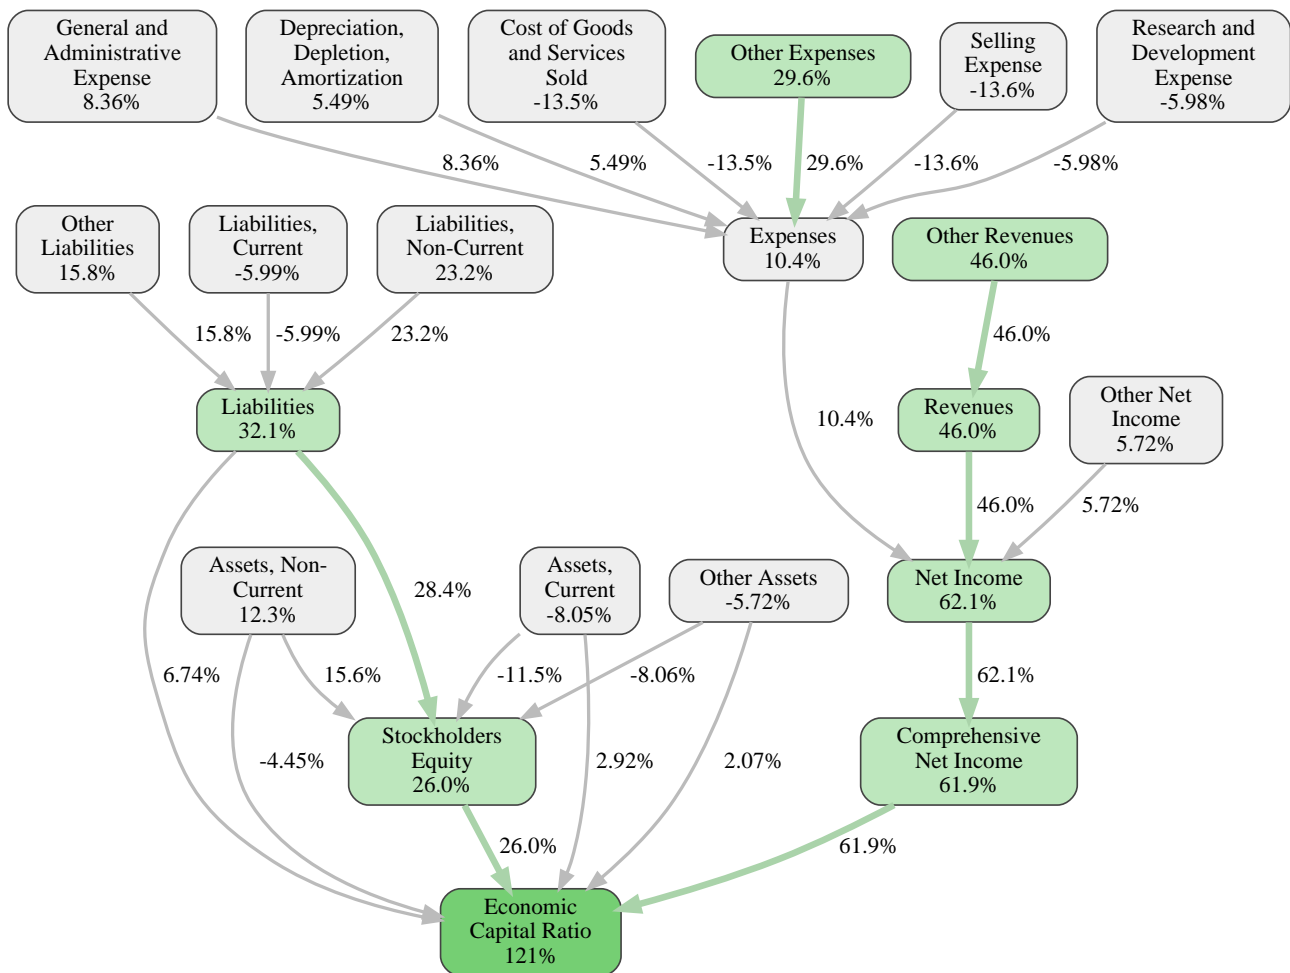 General and
Administrative
Expense
8.36%
Depreciation,
Depletion,
Amortization
5.49%
Cost of Goods
and Services
Sold
-13.5%
Other Expenses
29.6%
Selling
Expense
-13.6%
Research and
Development
Expense
-5.98%
8.36%
5.49%
-13.5%
29.6%
-13.6%
-5.98%
Other
Liabilities
15.8%
Liabilities,
Current
-5.99%
Liabilities,
Non-Current
23.2%
Expenses
10.4%
Other Revenues
46.0%
15.8%
-5.99%
23.2%
46.0%
Liabilities
32.1%
10.4%
Revenues
46.0%
Other Net
Income
5.72%
46.0%
5.72%
Assets, Non-
Current
12.3%
28.4%
Assets,
Current
-8.05%
Other Assets
-5.72%
Net Income
62.1%
6.74%
15.6%
-11.5%
-8.06%
62.1%
-4.45%
Stockholders
Equity
26.0%
2.92%
2.07%
Comprehensive
Net Income
61.9%
26.0%
61.9%
Economic
Capital Ratio
121%